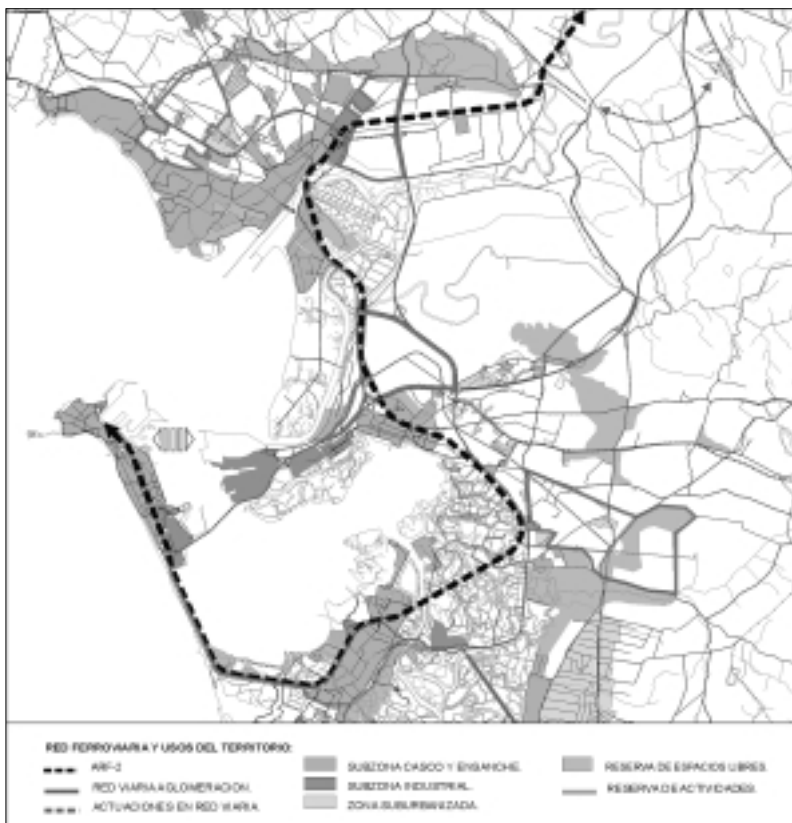 RED FERROVIARIA Y USOS DEL TERRITORIO:
ARF-2
RED VIARIA AGLOMERACION.
ACTUACIONES EN RED VIARIA.
SUBZONA CASCO Y ENSANCHE.
SUBZONA INDUSTRIAL.
ZONA SUBURBANIZADA.
RESERVA DE ESPACIOS LIBRES.
RESERVA DE ACTIVIDADES.